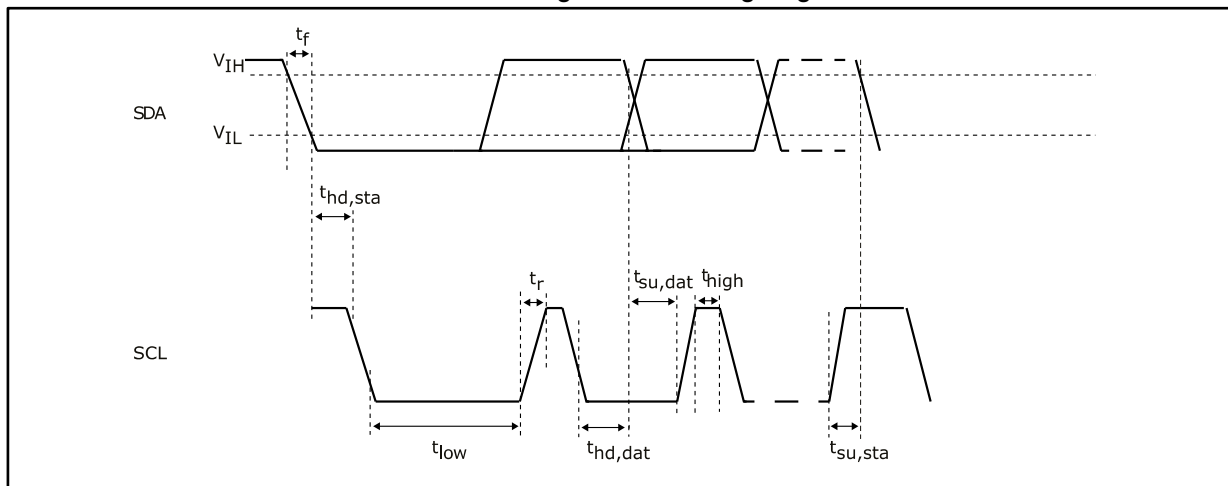 t_f
V_IH
SDA
V_IL
t_hd,sta
t_r
t_su,dat
t_high
SCL
t_low
t_hd,dat
t_su,sta